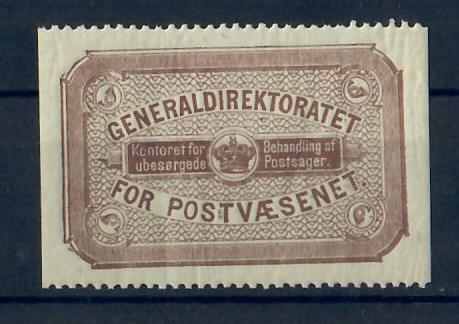 GENERALDIREKTORATET
Kontoret for Behandling af
ubesørgede Postsager.
FOR POSTVÆSENET.